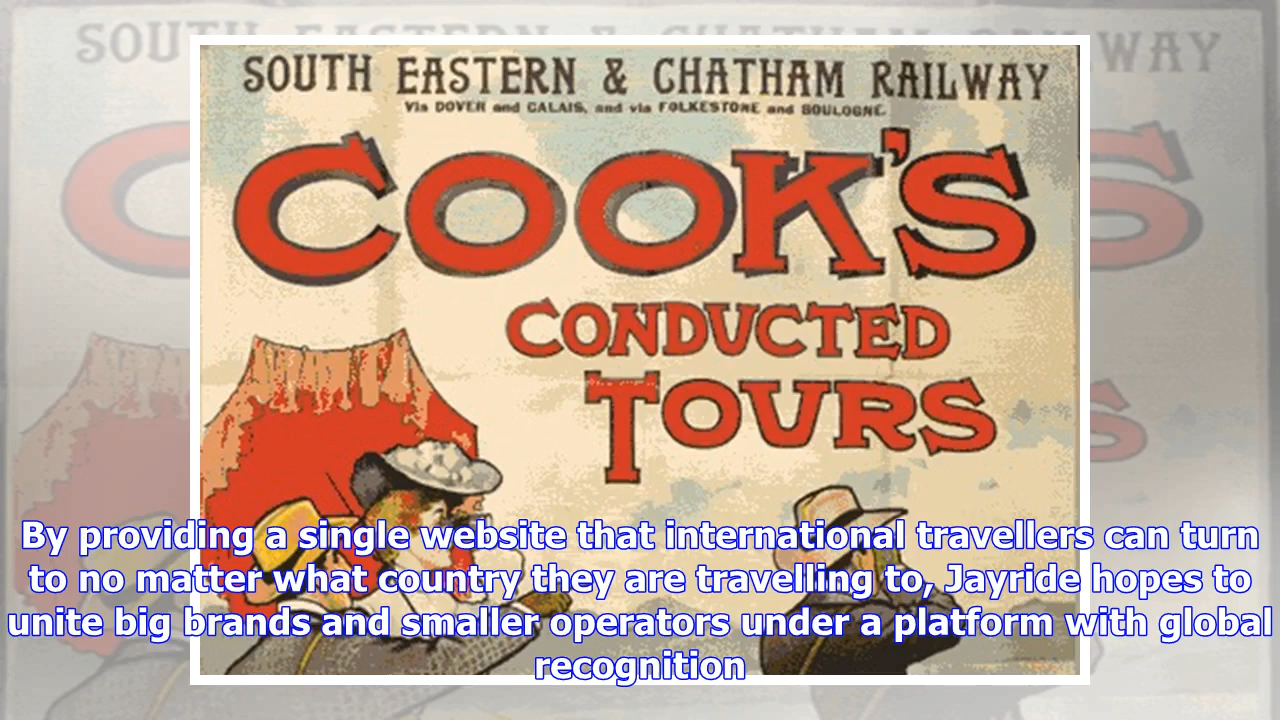 SOUTH EASTERN & CHATHAM RAILWAY
Via DOVER and CALAIS, and via FOLKESTONE and BOULOGNE.
COOK'S
CONDUCTED
TOURS
By providing a single website that international travellers can turn
to no matter what country they are travelling to, Jayride hopes to
unite big brands and smaller operators under a platform with global
recognition